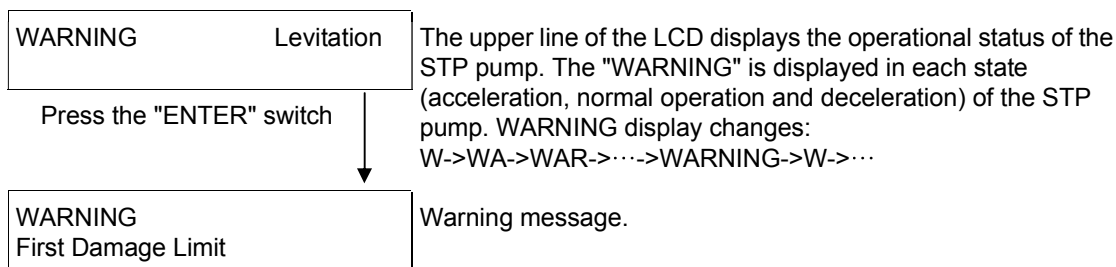 WARNING Levitation
The upper line of the LCD displays the operational status of the
STP pump. The "WARNING" is displayed in each state
(acceleration, normal operation and deceleration) of the STP
pump. WARNING display changes:
W->WA->WAR->⋯->WARNING->W->⋯
Press the "ENTER" switch
WARNING
First Damage Limit
Warning message.